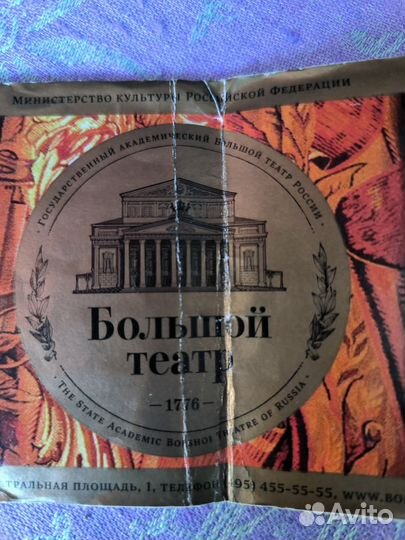 Министерство культуры Российской Федерации
· Государственный академический Большой театр России ·
Большой
театр
— 1776 —
· The State Academic Bolshoi Theatre of Russia ·
тральная площадь, 1, телефон (495) 455-55-55, www.bo
Avito